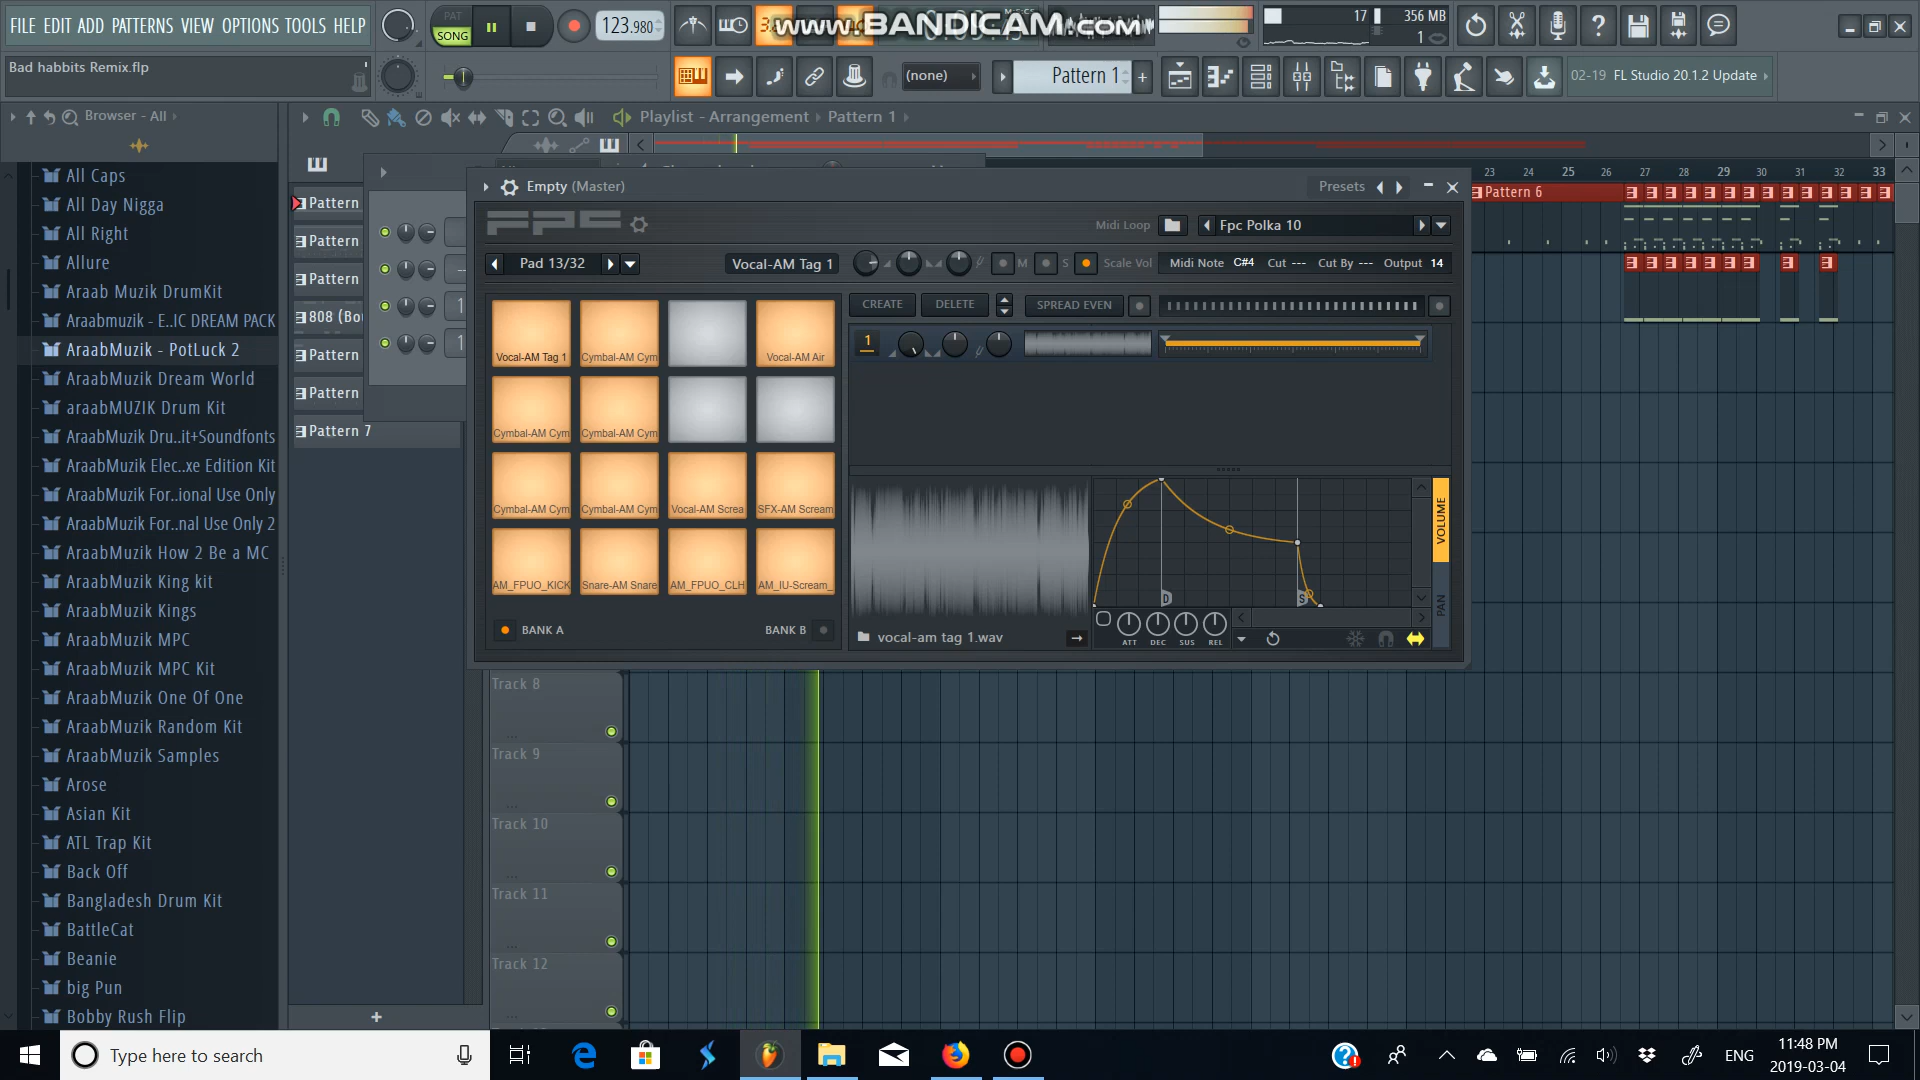 FILE EDIT ADD PATTERNS VIEW OPTIONS TOOLS HELP
PAT
SONG
123.980
www.BANDICAM.com
17
356 MB
1
Bad habbits Remix.flp
(none)
Pattern 1
02-19 FL Studio 20.1.2 Update
Browser - All
Playlist - Arrangement
Pattern 1
All Caps
All Day Nigga
All Right
Allure
Araab Muzik DrumKit
Araabmuzik - E..IC DREAM PACK
AraabMuzik - PotLuck 2
AraabMuzik Dream World
araabMUZIK Drum Kit
AraabMuzik Dru..it+Soundfonts
AraabMuzik Elec..xe Edition Kit
AraabMuzik For..ional Use Only
AraabMuzik For..nal Use Only 2
AraabMuzik How 2 Be a MC
AraabMuzik King kit
AraabMuzik Kings
AraabMuzik MPC
AraabMuzik MPC Kit
AraabMuzik One Of One
AraabMuzik Random Kit
AraabMuzik Samples
Arose
Asian Kit
ATL Trap Kit
Back Off
Bangladesh Drum Kit
BattleCat
Beanie
big Pun
Bobby Rush Flip
Pattern
Pattern
Pattern
808 (Bo
Pattern
Pattern
Pattern 7
Empty (Master)
Presets
FPC
Midi Loop
Fpc Polka 10
Pad 13/32
Vocal-AM Tag 1
M
S
Scale Vol
Midi Note C#4 Cut --- Cut By --- Output 14
CREATE
DELETE
SPREAD EVEN
1
Vocal-AM Tag 1
Cymbal-AM Cym
Vocal-AM Air
Cymbal-AM Cym
Cymbal-AM Cym
Cymbal-AM Cym
Cymbal-AM Cym
Vocal-AM Screa
SFX-AM Scream
AM_FPUO_KICK
Snare-AM Snare
AM_FPUO_CLH
AM_IU-Scream_
BANK A
BANK B
vocal-am tag 1.wav
D
S
ATT
DEC
SUS
REL
VOLUME
PAN
23 24 25 26 27 28 29 30 31 32 33
Pattern 6
Track 8
Track 9
Track 10
Track 11
Track 12
Type here to search
ENG
11:48 PM
2019-03-04